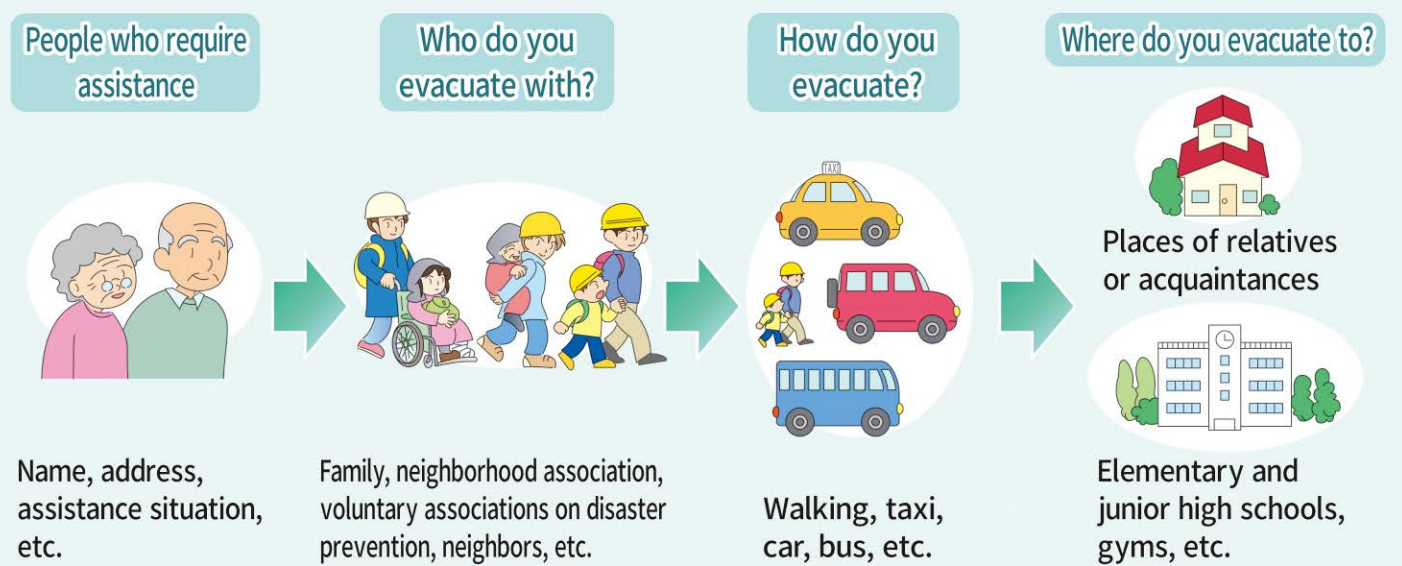 People who require
assistance
Who do you
evacuate with?
How do you
evacuate?
Where do you evacuate to?
TAXI
Places of relatives
or acquaintances
Name, address,
assistance situation,
etc.
Family, neighborhood association,
voluntary associations on disaster
prevention, neighbors, etc.
Walking, taxi,
car, bus, etc.
Elementary and
junior high schools,
gyms, etc.